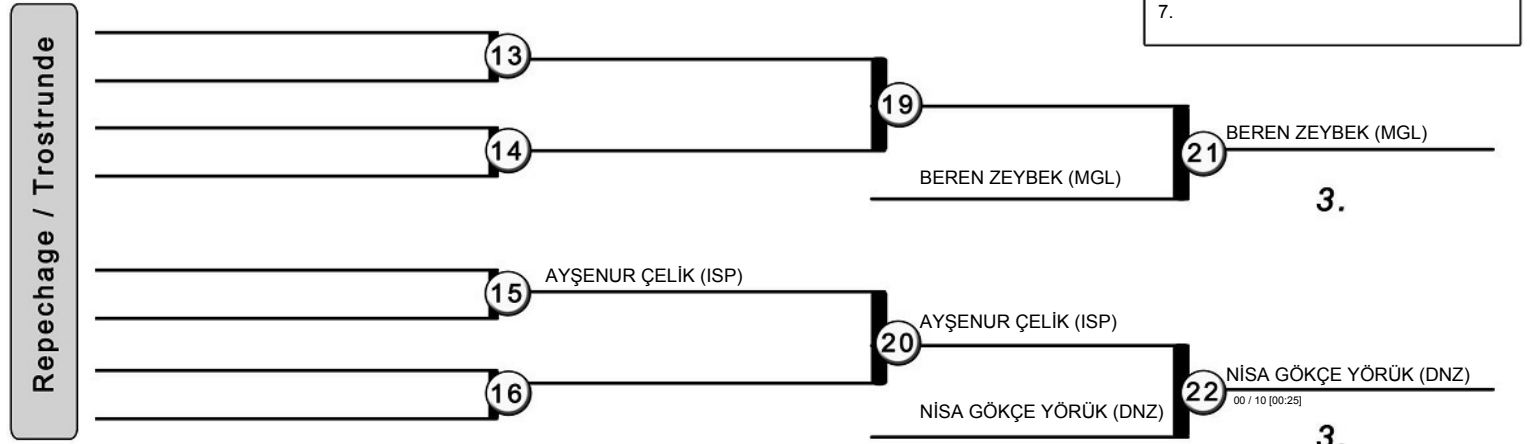 7.
Repechage / Trostrunde
13
19
BEREN ZEYBEK (MGL)
14
21
BEREN ZEYBEK (MGL)
3.
AYŞENUR ÇELİK (ISP)
15
AYŞENUR ÇELİK (ISP)
20
NİSA GÖKÇE YÖRÜK (DNZ)
16
22
00 / 10 [00:25]
NİSA GÖKÇE YÖRÜK (DNZ)
3.